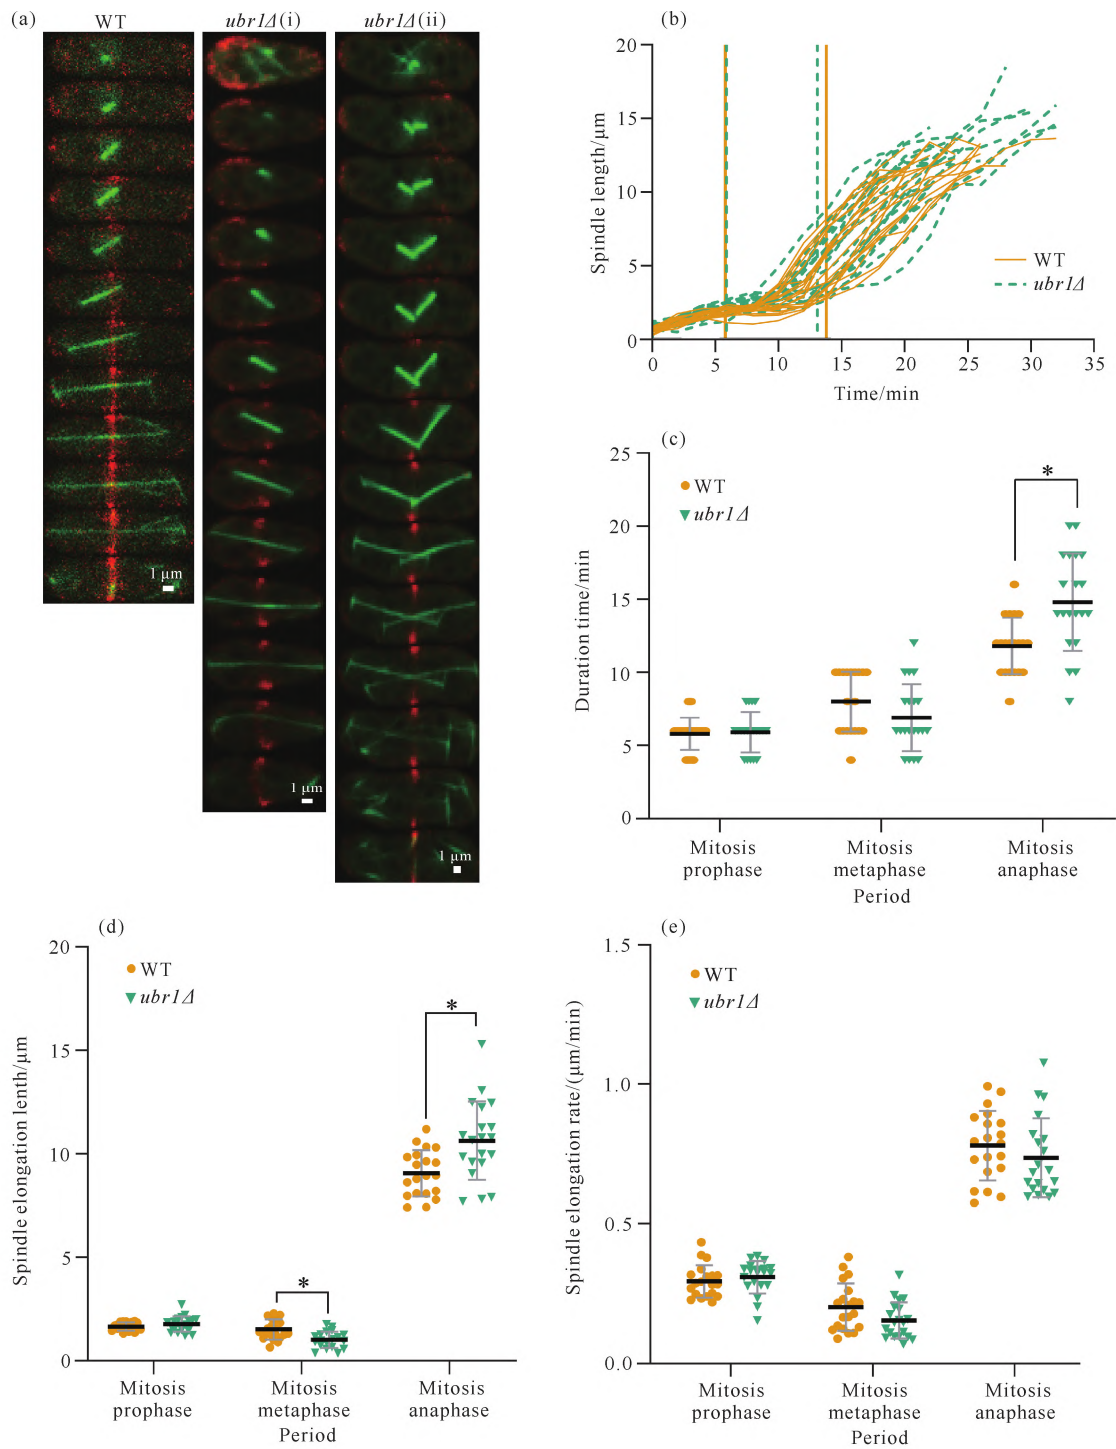 (a)
WT
ubr1Δ(i)
ubr1Δ(ii)
1 μm
1 μm
1 μm
(b)
20
15
10
5
0
Spindle length/μm
WT
ubr1Δ
0
5
10
15
20
25
30
35
Time/min
(c)
25
20
15
10
5
0
Duration time/min
WT
ubr1Δ
*
Mitosis
prophase
Mitosis
metaphase
Mitosis
anaphase
Period
(d)
20
15
10
5
0
Spindle elongation lenth/μm
WT
ubr1Δ
*
*
Mitosis
prophase
Mitosis
metaphase
Mitosis
anaphase
Period
(e)
1.5
1.0
0.5
0.0
Spindle elongation rate/(μm/min)
WT
ubr1Δ
Mitosis
prophase
Mitosis
metaphase
Mitosis
anaphase
Period